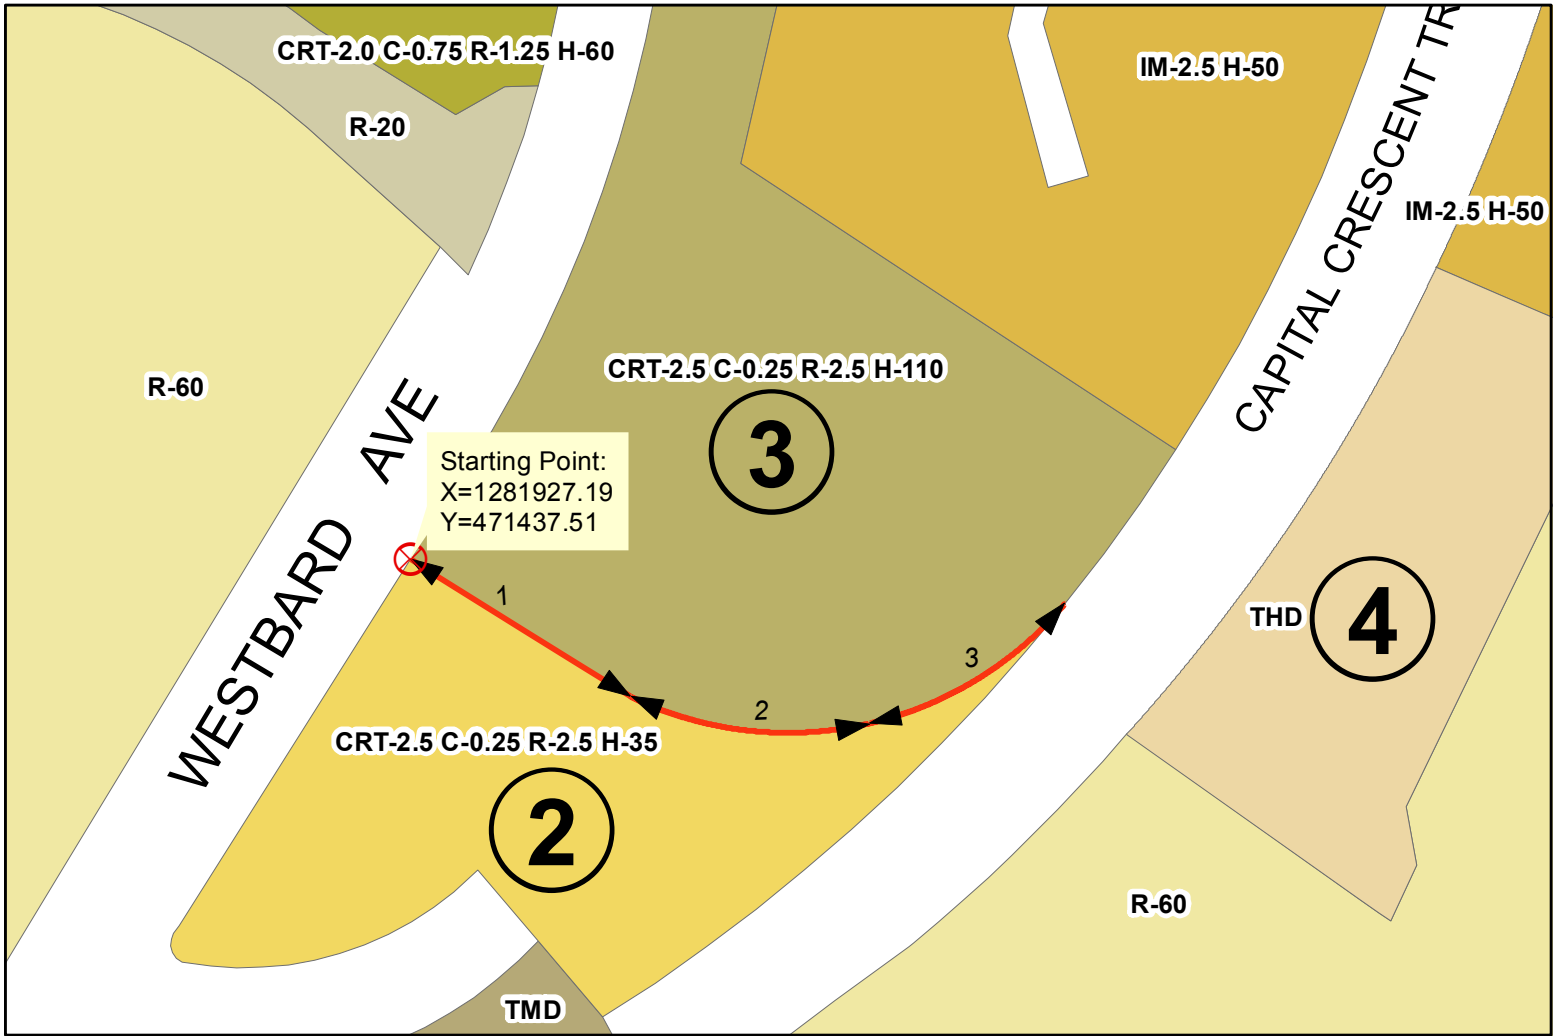 CRT-2.0 C-0.75 R-1.25 H-60
IM-2.5 H-50
R-20
CAPITAL CRESCENT TR
IM-2.5 H-50
CRT-2.5 C-0.25 R-2.5 H-110
R-60
3
WESTBARD AVE
Starting Point:
X=1281927.19
Y=471437.51
1
THD
4
3
2
CRT-2.5 C-0.25 R-2.5 H-35
2
R-60
TMD